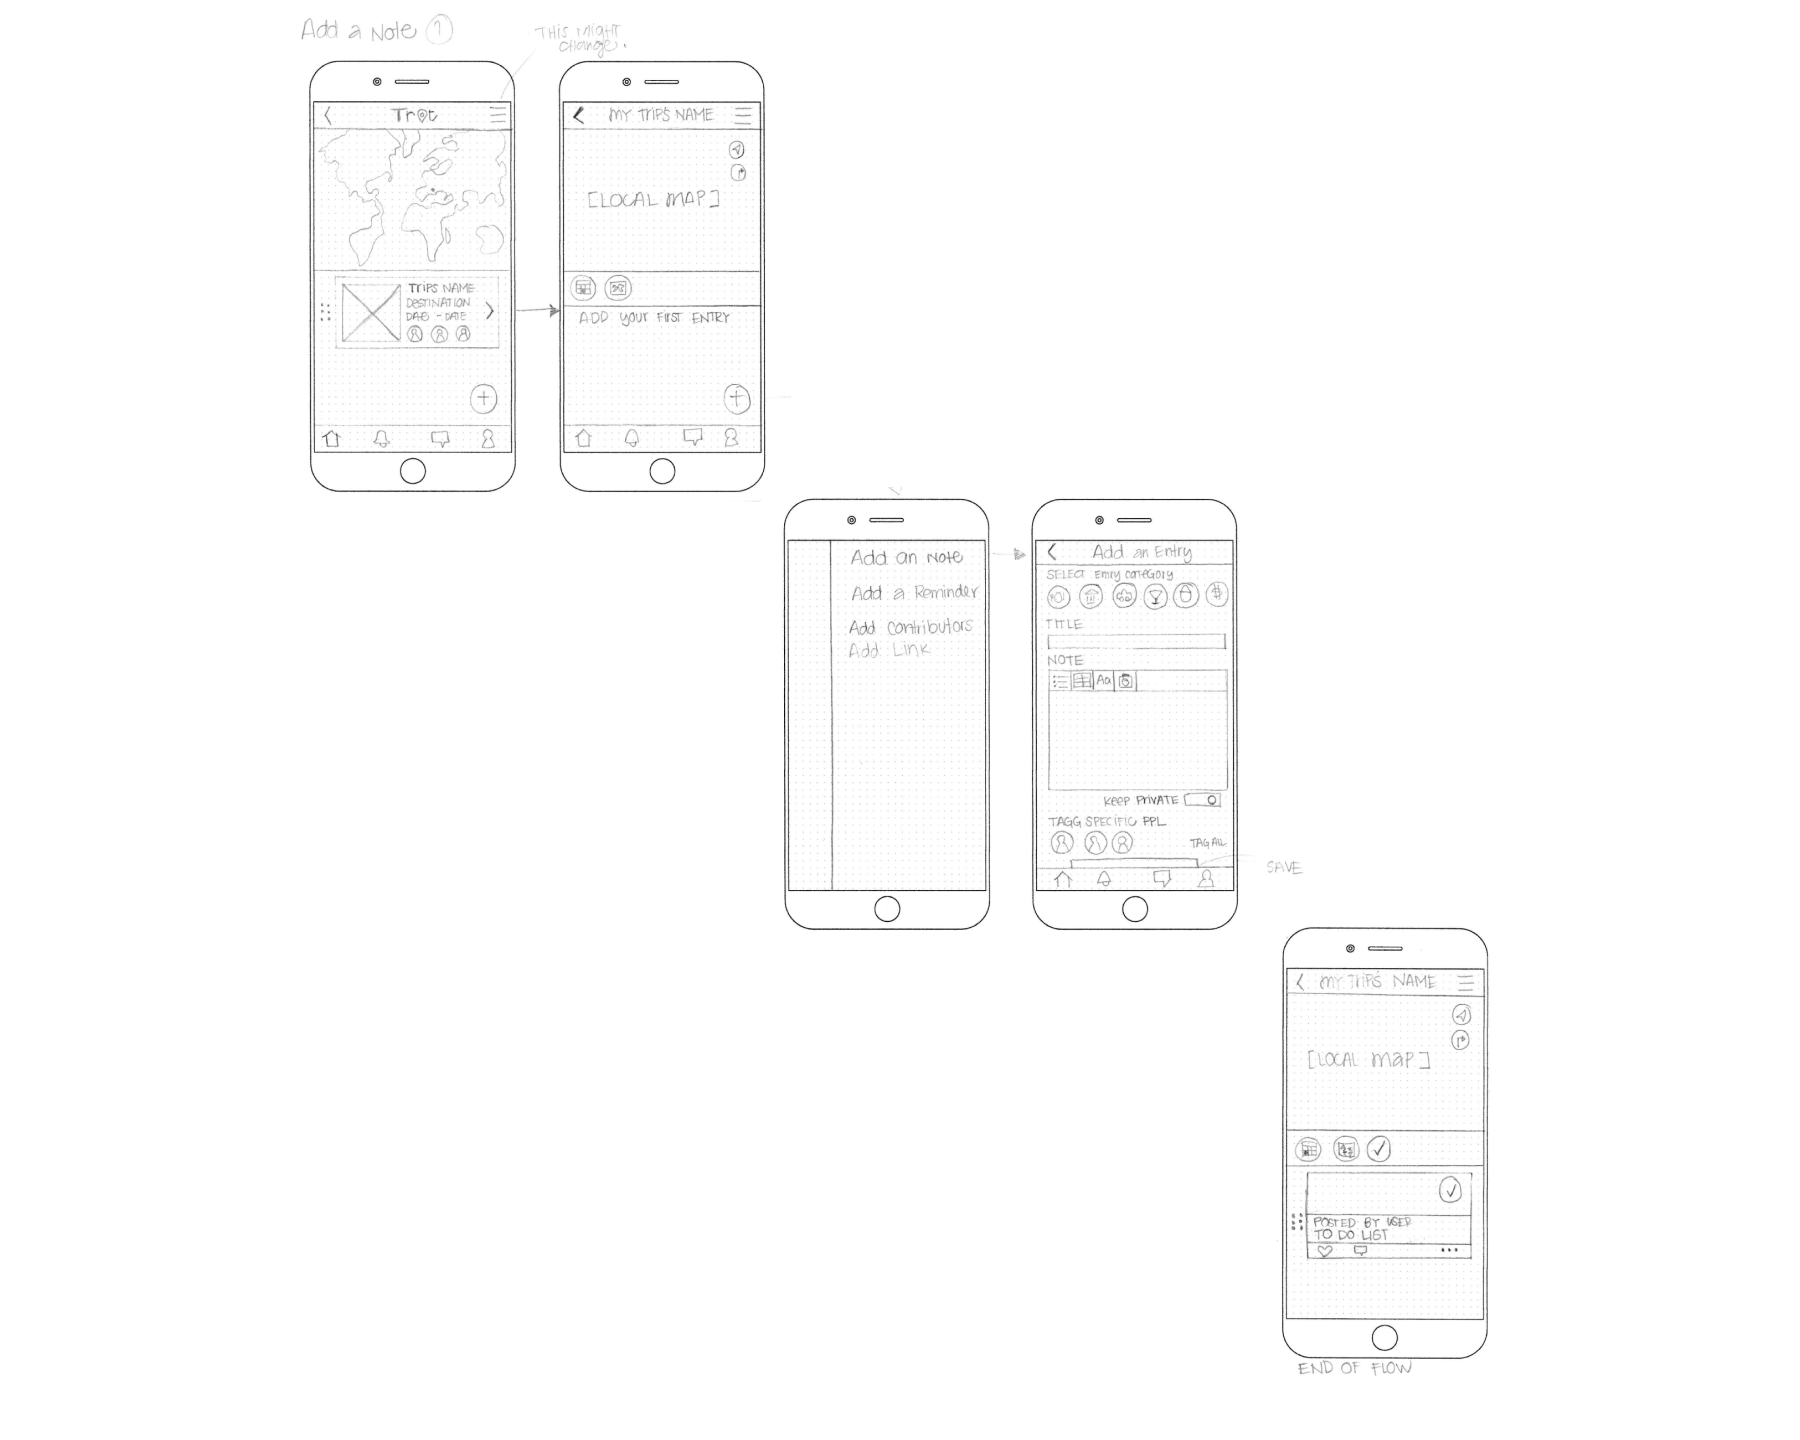 Add a Note 1
THIS MIGHT
change.
Trot
TRIPS NAME
DESTINATION
- DATE
MY TRIPS NAME
[LOCAL MAP]
ADD your FIRST ENTRY
Add an Note
Add a Reminder
Add Contributors
Add Link
Add an Entry
SELECT Entry category
TITLE
NOTE
Aa
KEEP PRIVATE
TAGG SPECIFIC PPL
TAG ALL
SAVE
MY TRIPS NAME
[LOCAL MAP]
POSTED BY USER
TO DO LIST
END OF FLOW